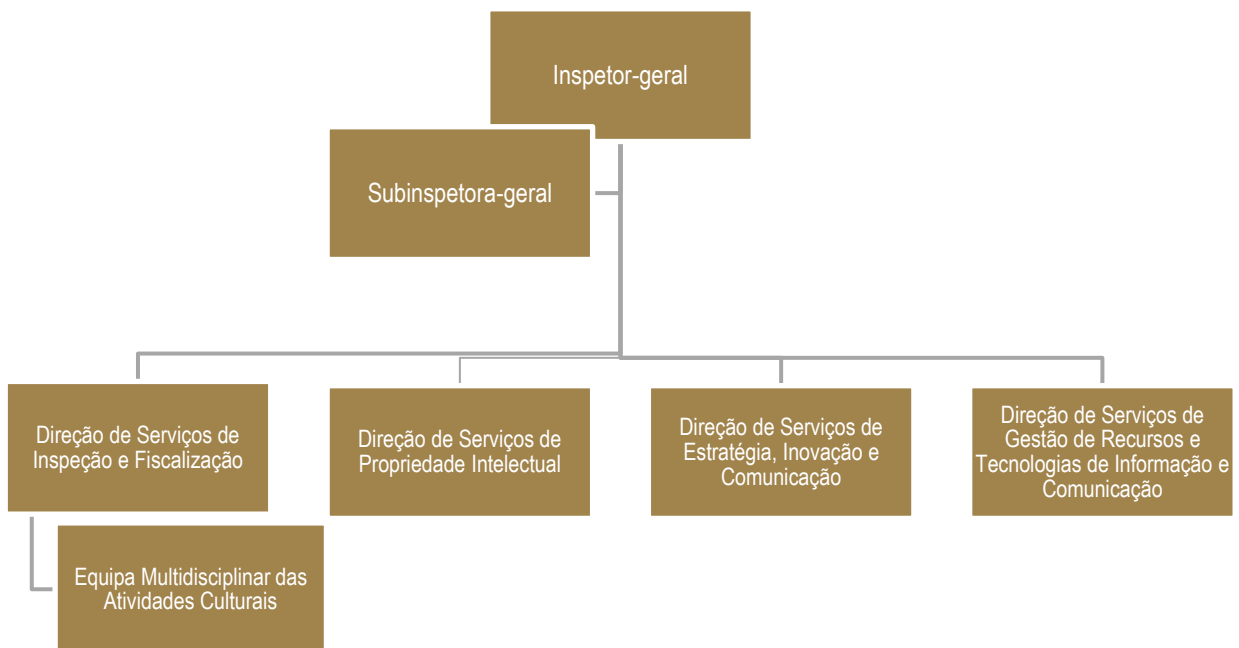 Inspetor-geral
Subinspetora-geral
Direção de Serviços de
Inspeção e Fiscalização
Direção de Serviços de
Propriedade Intelectual
Direção de Serviços de
Estratégia, Inovação e
Comunicação
Direção de Serviços de
Gestão de Recursos e
Tecnologias de Informação e
Comunicação
Equipa Multidisciplinar das
Atividades Culturais